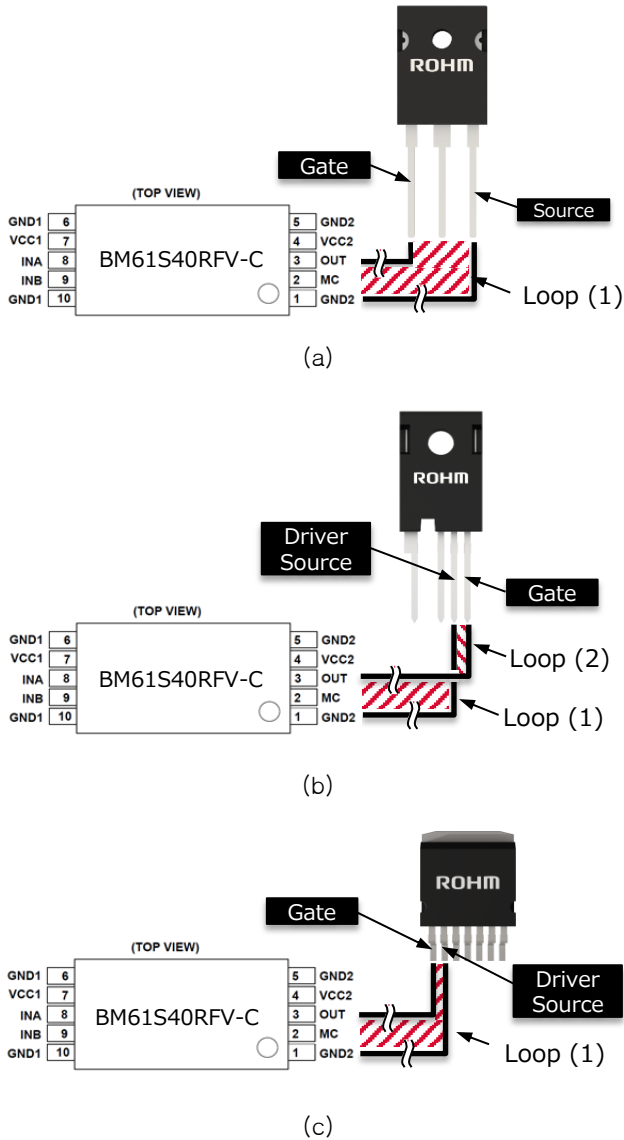 ROHM
Gate
Source
(TOP VIEW)
GND1 6
VCC1 7
INA 8
INB 9
GND1 10
BM61S40RFV-C
5 GND2
4 VCC2
3 OUT
2 MC
1 GND2
Loop (1)
(a)
ROHM
Driver
Source
Gate
(TOP VIEW)
GND1 6
VCC1 7
INA 8
INB 9
GND1 10
BM61S40RFV-C
5 GND2
4 VCC2
3 OUT
2 MC
1 GND2
Loop (2)
Loop (1)
(b)
ROHM
Gate
(TOP VIEW)
GND1 6
VCC1 7
INA 8
INB 9
GND1 10
BM61S40RFV-C
5 GND2
4 VCC2
3 OUT
2 MC
1 GND2
Driver
Source
Loop (1)
(c)